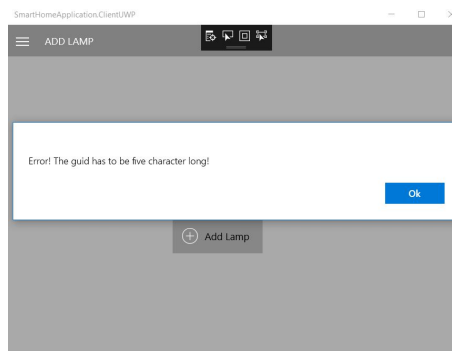 SmartHomeApplication.ClientUWP
ADD LAMP
Error! The guid has to be five character long!
Ok
Add Lamp